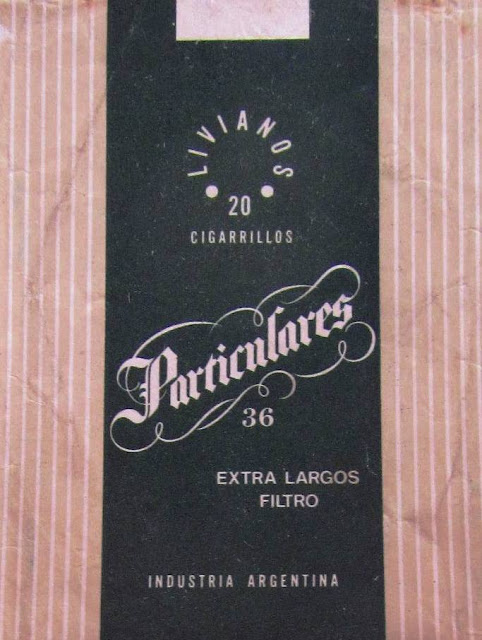 LIVIANOS
20
CIGARRILLOS
Particulares
36
EXTRA LARGOS
FILTRO
INDUSTRIA ARGENTINA